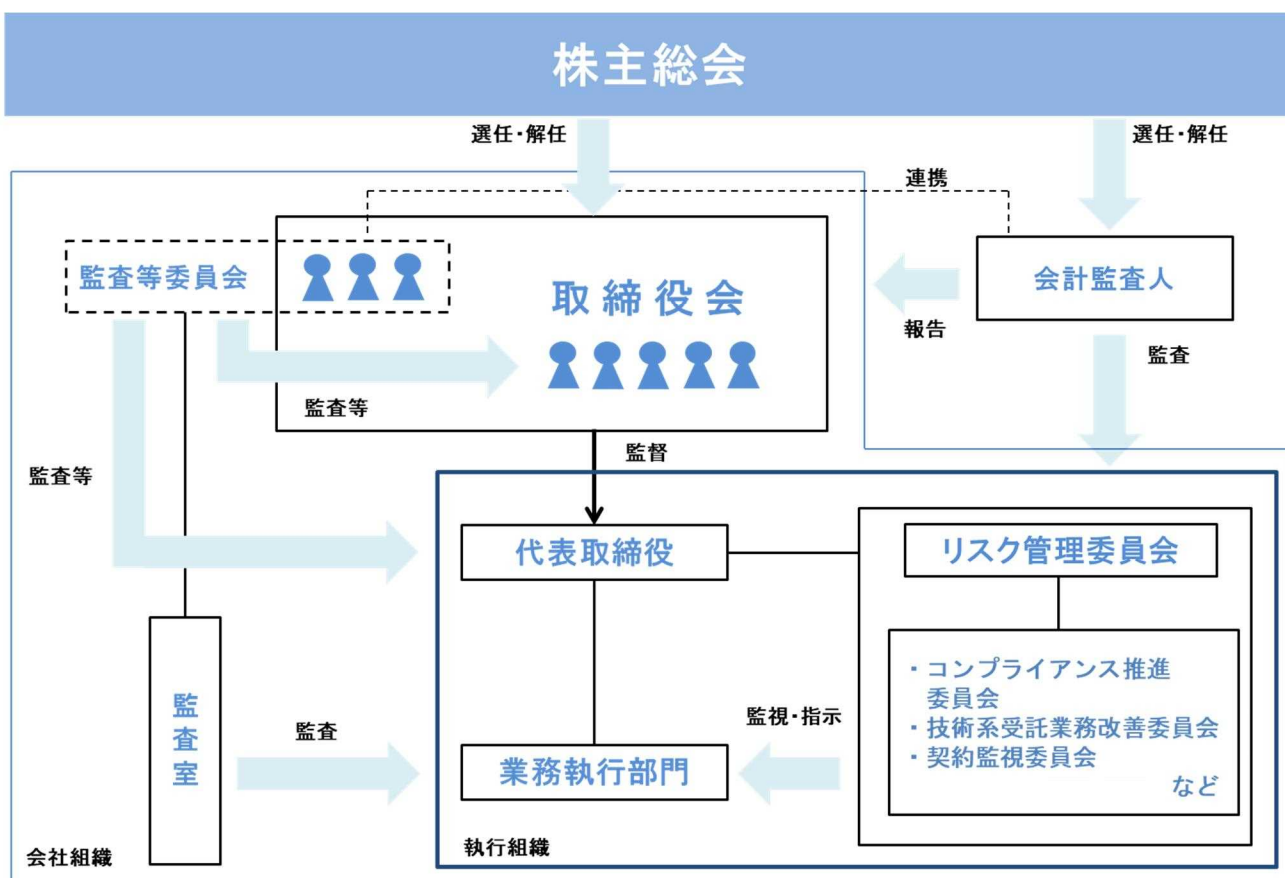 株主総会
選任・解任
選任・解任
連携
監査等委員会
取締役会
会計監査人
報告
監査
監査等
監督
監査等
代表取締役
リスク管理委員会
・コンプライアンス推進
委員会
・技術系受託業務改善委員会
・契約監視委員会
など
監査室
監査
監視・指示
業務執行部門
執行組織
会社組織